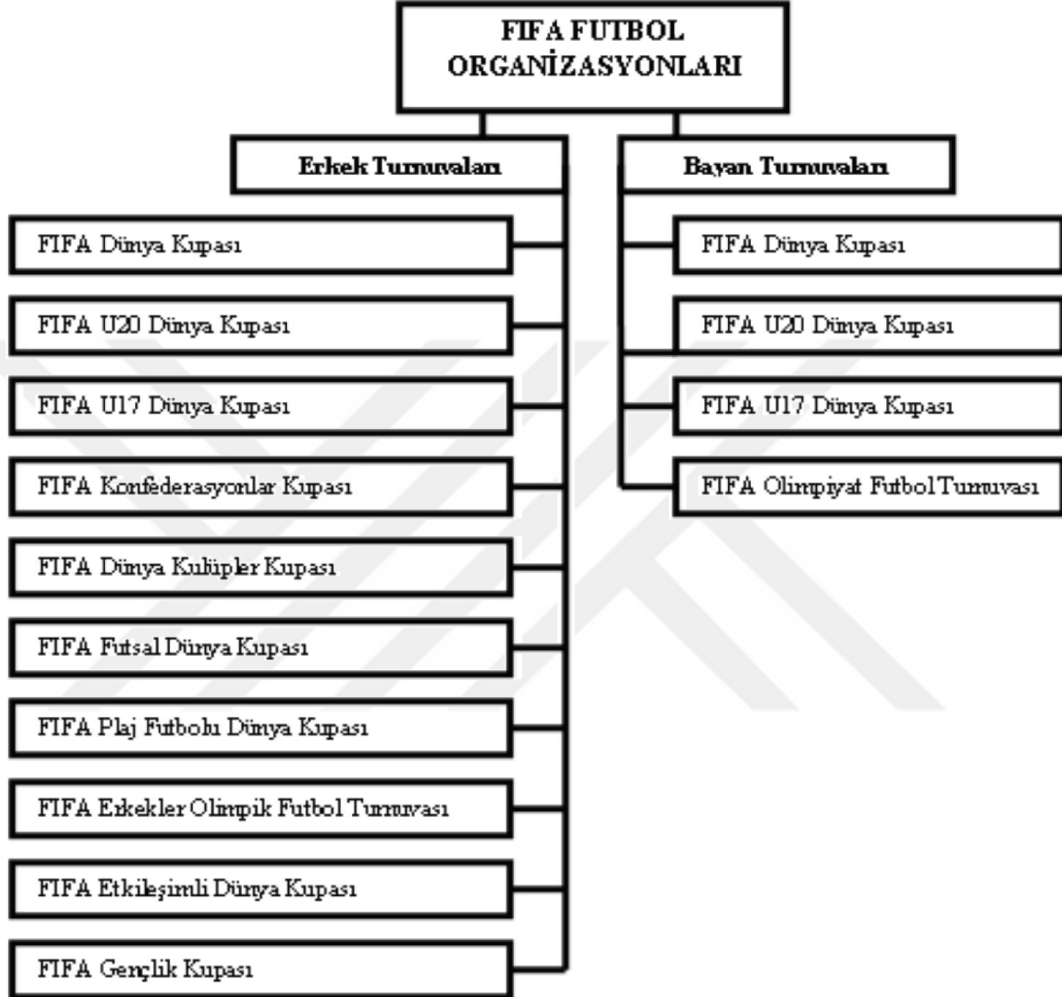 FIFA FUTBOL
ORGANİZASYONLARI
Erkek Turnuvaları
FIFA Dünya Kupası
FIFA U20 Dünya Kupası
FIFA U17 Dünya Kupası
FIFA Konfederasyonlar Kupası
FIFA Dünya Kulüpler Kupası
FIFA Futsal Dünya Kupası
FIFA Plaj Futbolu Dünya Kupası
FIFA Erkekler Olimpik Futbol Turnuvası
FIFA Etkileşimli Dünya Kupası
FIFA Gençlik Kupası
Bayan Turnuvaları
FIFA Dünya Kupası
FIFA U20 Dünya Kupası
FIFA U17 Dünya Kupası
FIFA Olimpiyat Futbol Turnuvası